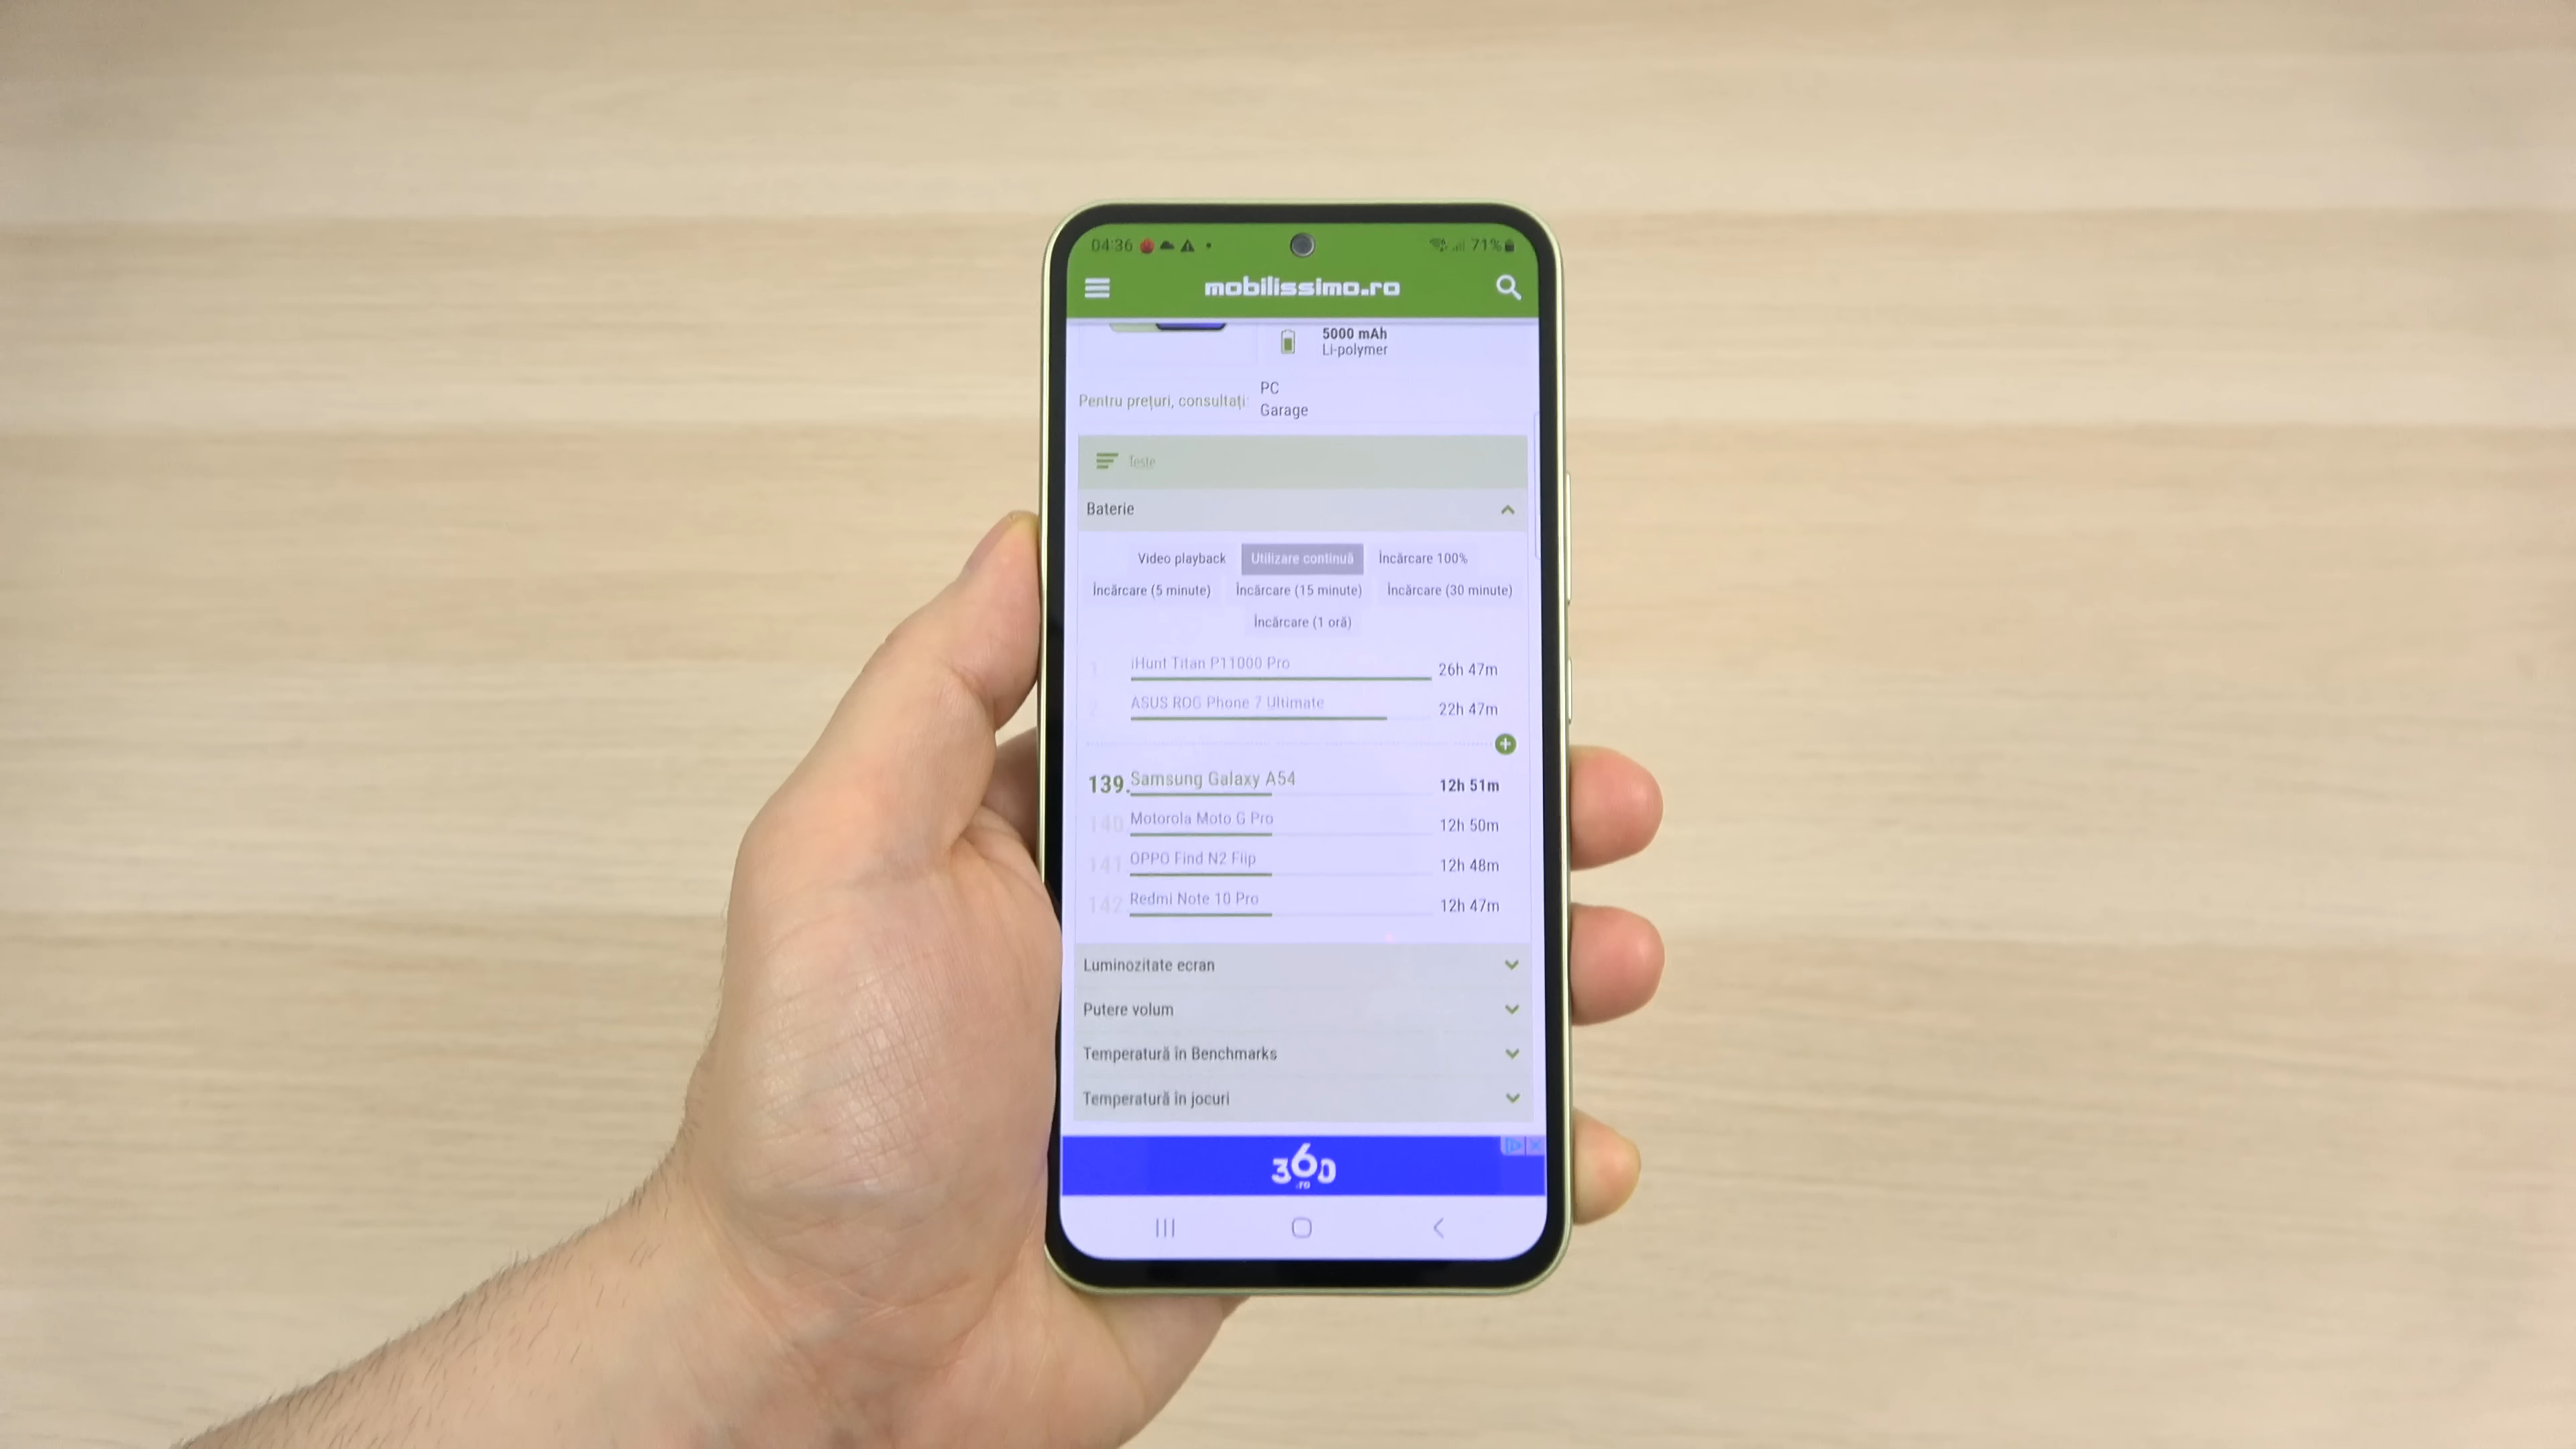 04:36 71%
mobilissimo.ro
5000 mAh
Li-polymer
Pentru prețuri, consultați:
PC
Garage
Teste
Baterie
Video playback Utilizare continuă Încărcare 100%
Încărcare (5 minute) Încărcare (15 minute) Încărcare (30 minute)
Încărcare (1 oră)
1. iHunt Titan P11000 Pro 26h 47m
2. ASUS ROG Phone 7 Ultimate 22h 47m
139. Samsung Galaxy A54 12h 51m
140. Motorola Moto G Pro 12h 50m
141. OPPO Find N2 Flip 12h 48m
142. Redmi Note 10 Pro 12h 47m
Luminozitate ecran
Putere volum
Temperatură în Benchmarks
Temperatură în jocuri
360
.ro